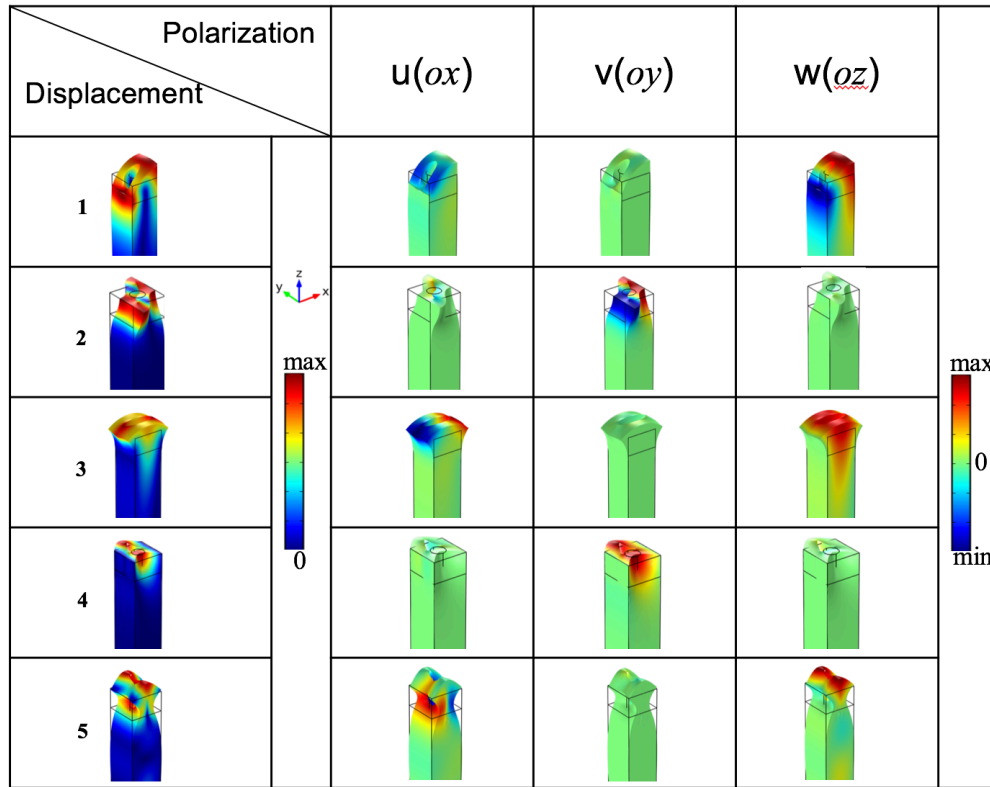 Polarization
Displacement
u(ox)
v(oy)
w(oz)
1
2
z
y
x
max
max
3
0
4
0
min
5